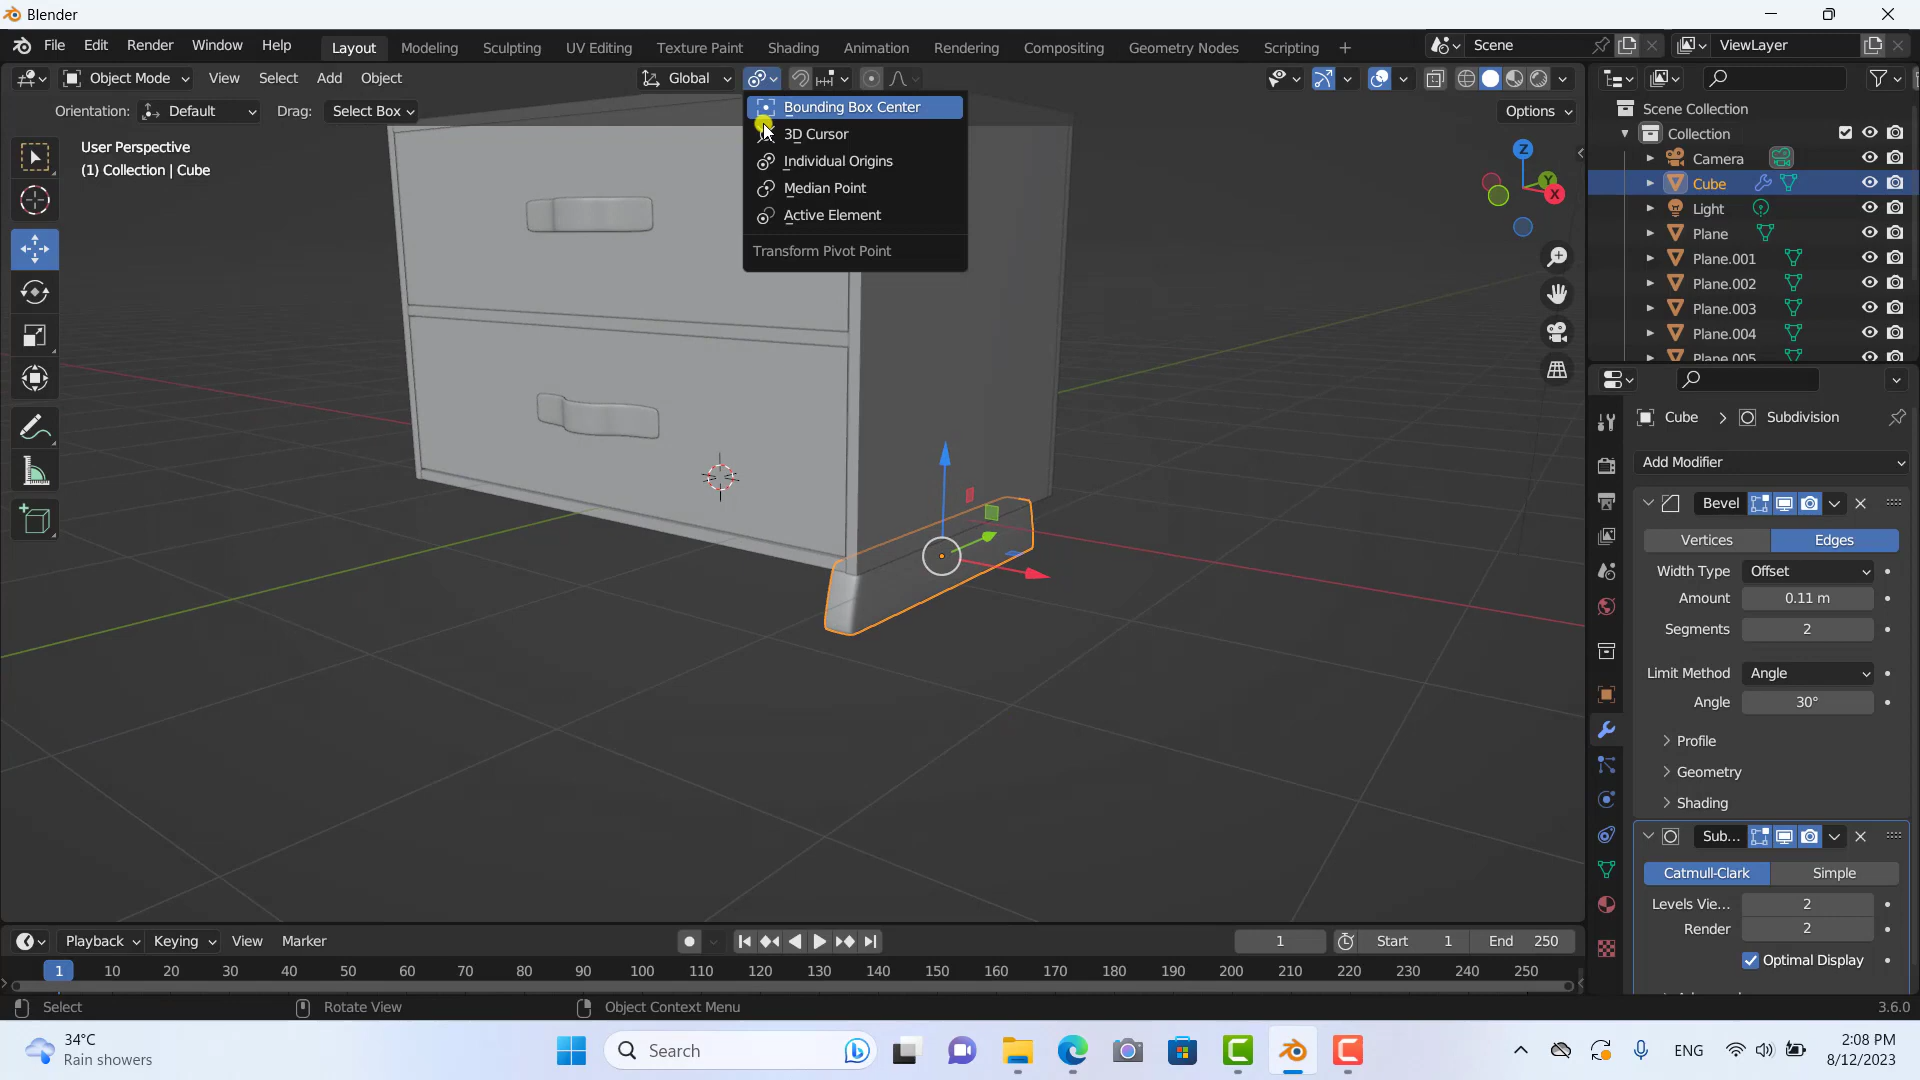 Blender
File Edit Render Window Help Layout Modeling Sculpting UV Editing Texture Paint Shading Animation Rendering Compositing Geometry Nodes Scripting Scene ViewLayer
Object Mode View Select Add Object Global
Orientation: Default Drag: Select Box Options
User Perspective
(1) Collection | Cube
Bounding Box Center
3D Cursor
Individual Origins
Median Point
Active Element
Transform Pivot Point
Z
Y
X
Scene Collection
Collection
Camera
Cube
Light
Plane
Plane.001
Plane.002
Plane.003
Plane.004
Plane.005
Cube > Subdivision
Add Modifier
Bevel
Vertices Edges
Width Type Offset
Amount 0.11 m
Segments 2
Limit Method Angle
Angle 30°
Profile
Geometry
Shading
Sub...
Catmull-Clark Simple
Levels Vie... 2
Render 2
Optimal Display
Playback Keying View Marker 1 Start 1 End 250
1 10 20 30 40 50 60 70 80 90 100 110 120 130 140 150 160 170 180 190 200 210 220 230 240 250
Select Rotate View Object Context Menu 3.6.0
34°C
Rain showers
Search
ENG
2:08 PM
8/12/2023